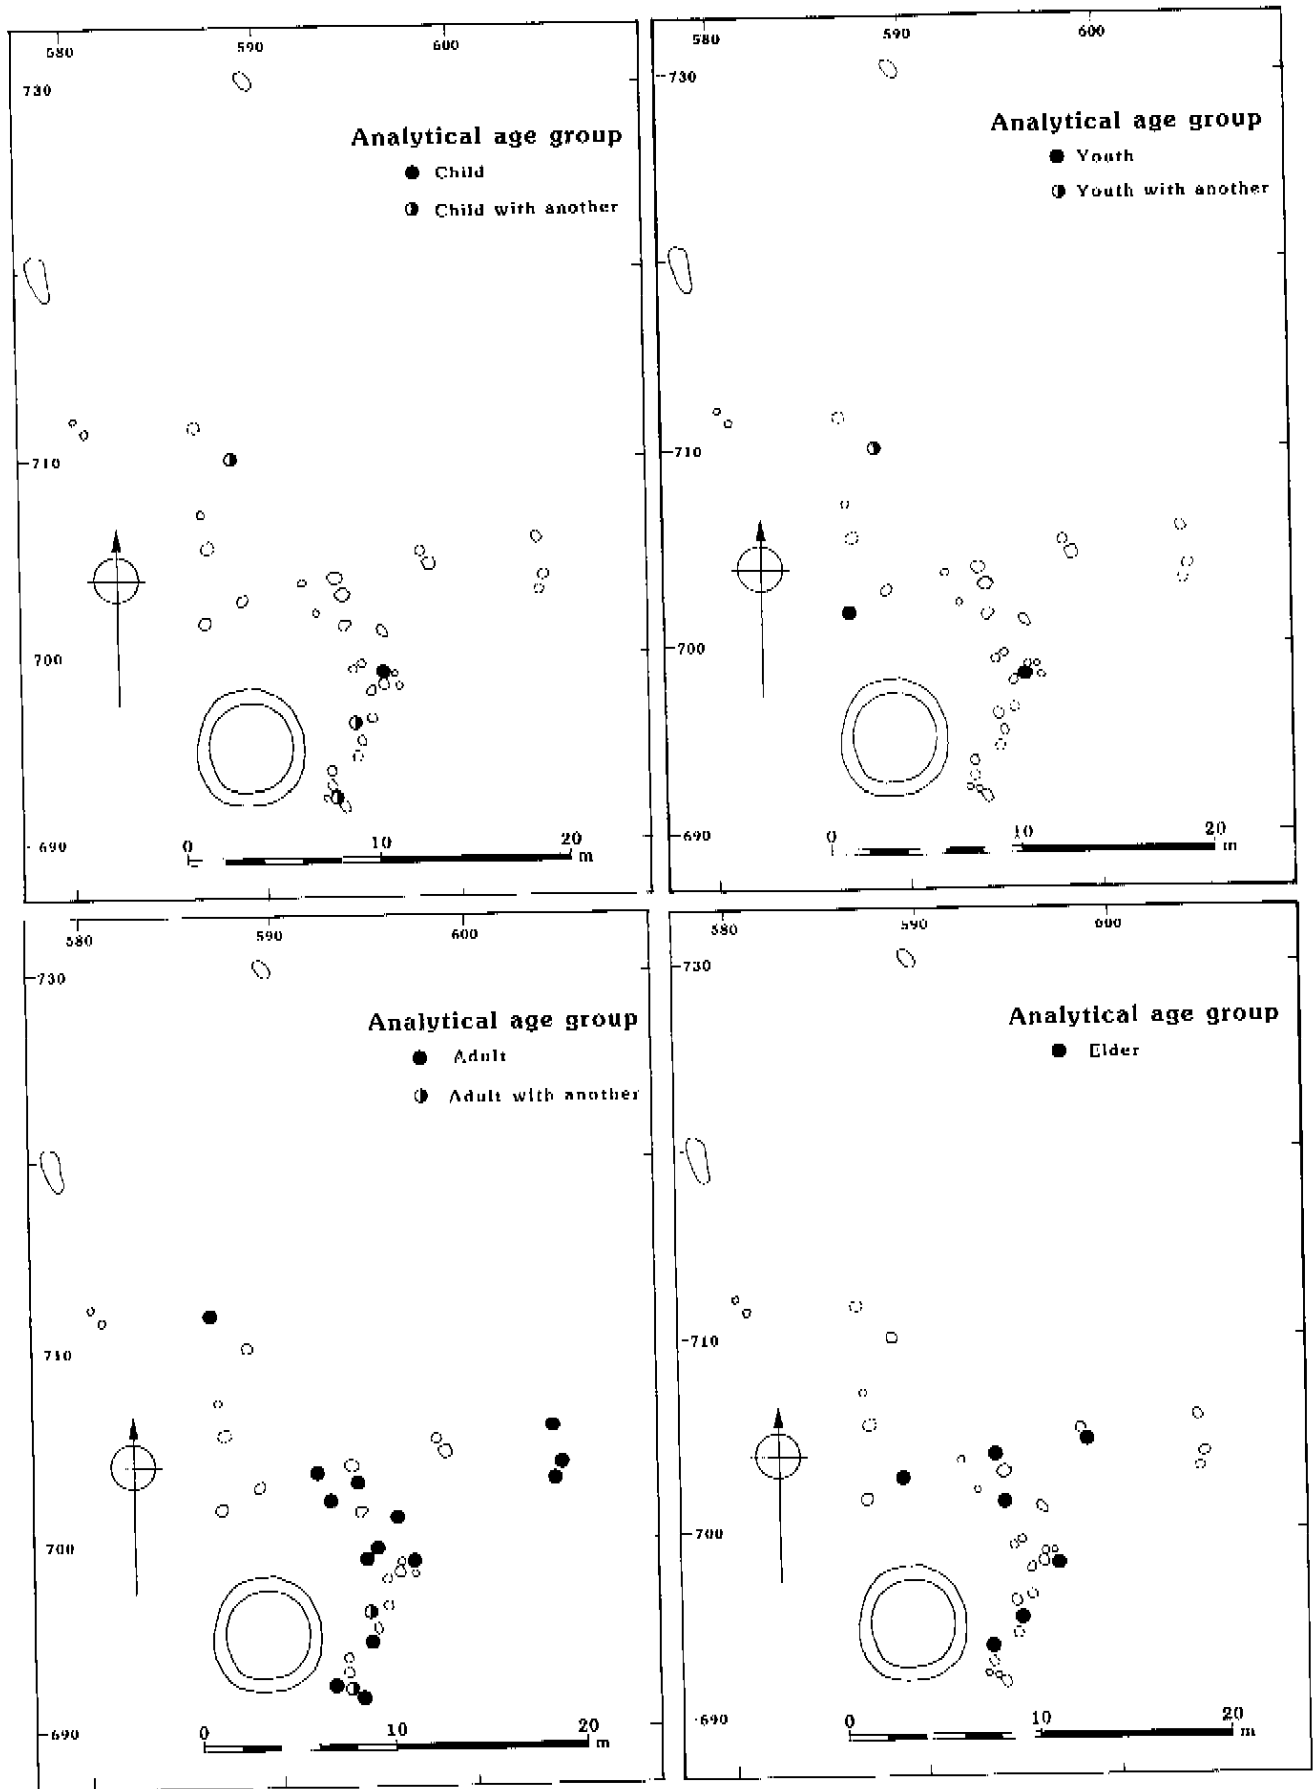 580 590 600
730
Analytical age group
Child
Child with another
710
700
690
0 10 20 m
580 590 600
730
Analytical age group
Youth
Youth with another
710
700
690
0 10 20 m
580 590 600
730
Analytical age group
Adult
Adult with another
710
700
690
0 10 20 m
580 590 600
730
Analytical age group
Elder
710
700
690
0 10 20 m